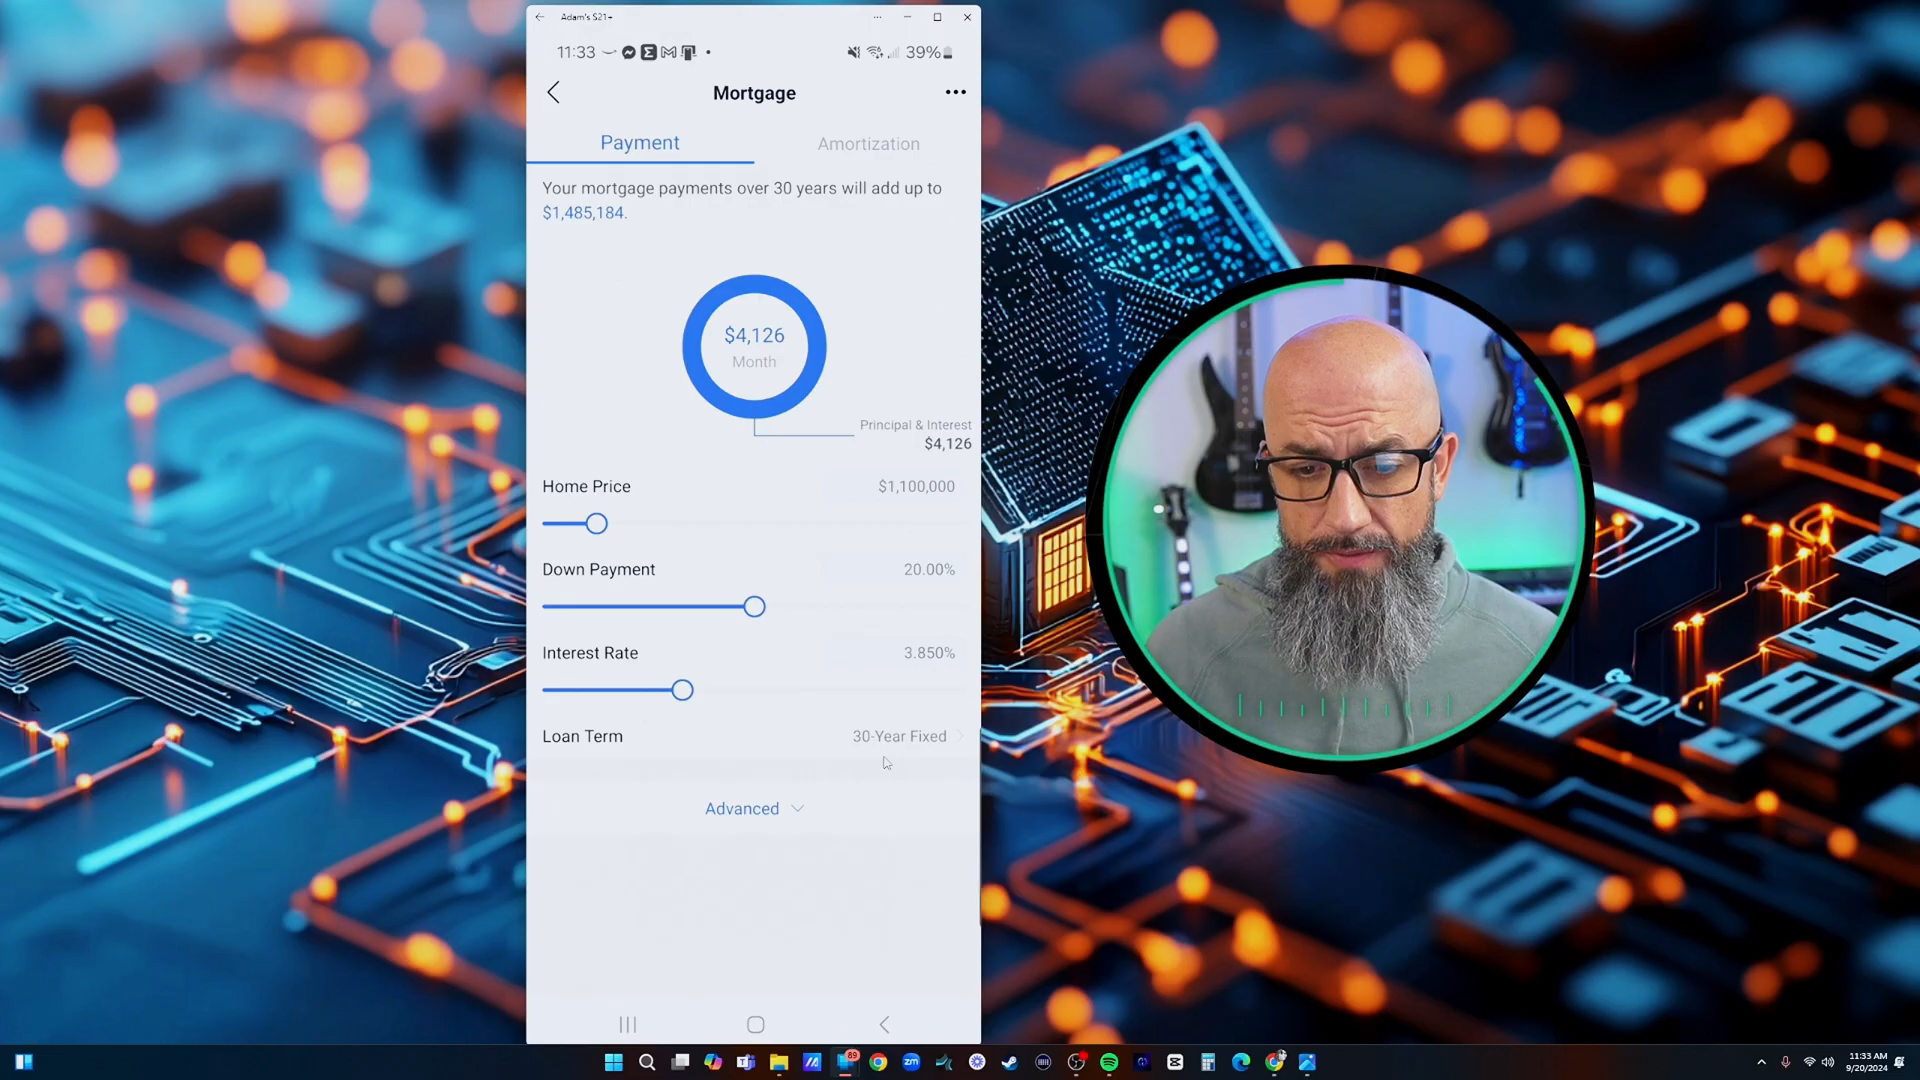 Adam's S21+
11:33
39%
Mortgage
Payment
Amortization
Your mortgage payments over 30 years will add up to
$1,485,184.
$4,126
Month
Principal & Interest
$4,126
Home Price
$1,100,000
Down Payment
20.00%
Interest Rate
3.850%
Loan Term
30-Year Fixed
Advanced
89
zm
11:33 AM
9/20/2024